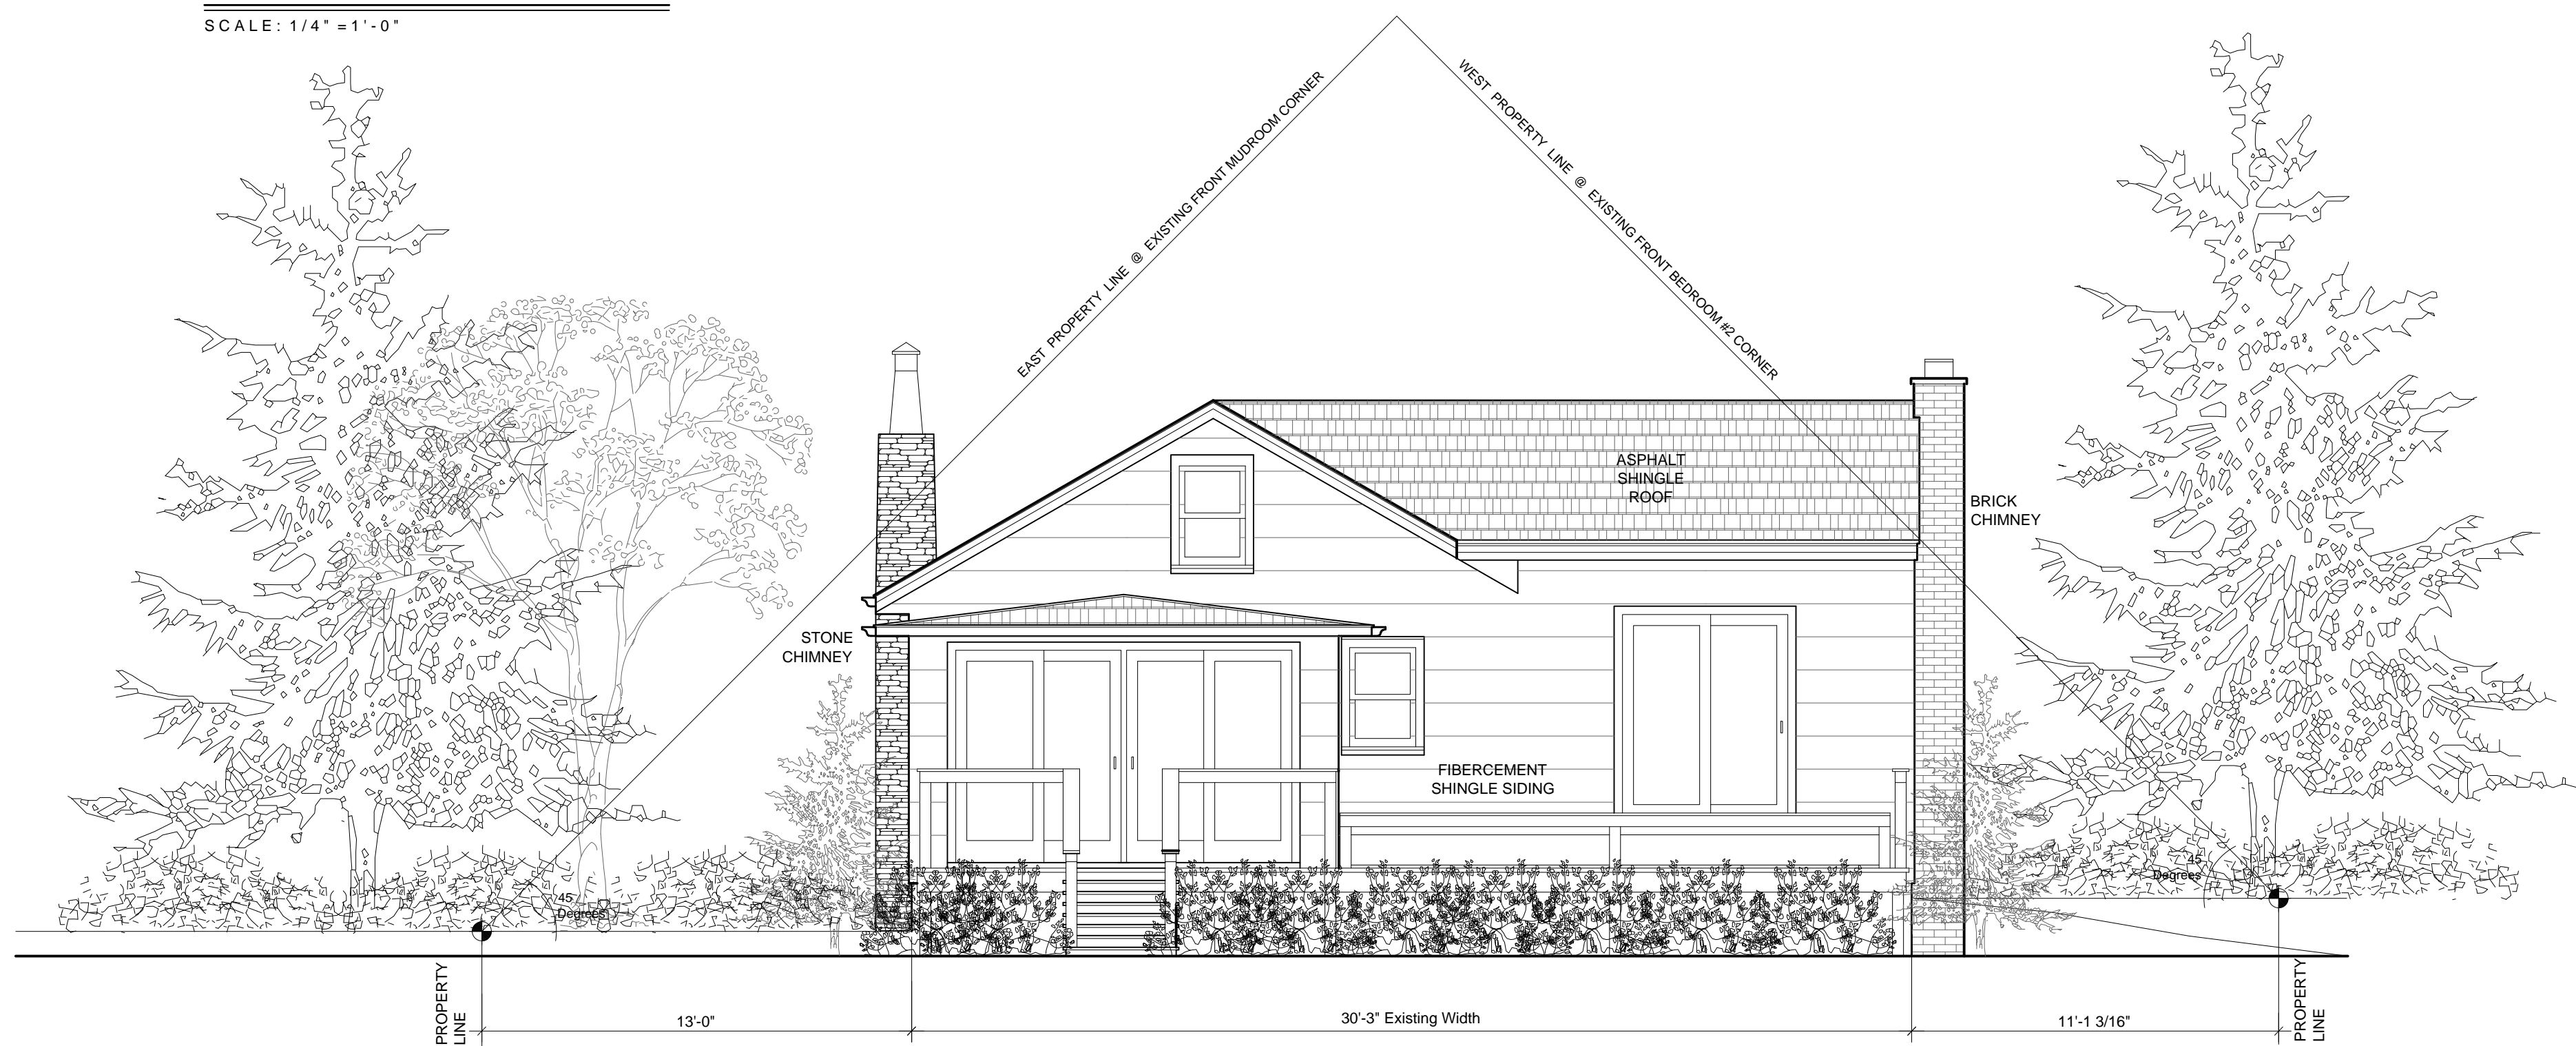 SCALE: 1/4" =1'-0"
EAST PROPERTY LINE @ EXISTING FRONT MUDROOM CORNER
WEST PROPERTY LINE @ EXISTING FRONT BEDROOM #2 CORNER
ASPHALT
SHINGLE
ROOF
BRICK
CHIMNEY
STONE
CHIMNEY
FIBERCEMENT
SHINGLE SIDING
45
Degrees
45
Degrees
PROPERTY
LINE
13'-0"
30'-3" Existing Width
11'-1 3/16"
PROPERTY
LINE